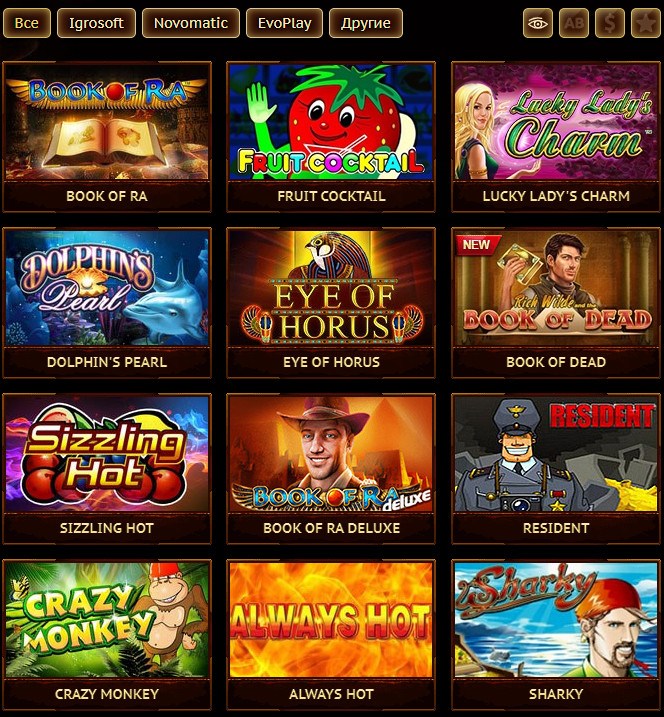 Все Igrosoft Novomatic EvoPlay Другие AB $
BOOK OF RA
FRUIT COCKTAIL
Lucky Lady's
Charm™
BOOK OF RA
FRUIT COCKTAIL
LUCKY LADY'S CHARM
DOLPHIN'S
Pearl
EYE OF
HORUS
NEW
Rich Wilde and the
BOOK OF DEAD
DOLPHIN'S PEARL
EYE OF HORUS
BOOK OF DEAD
Sizzling
Hot
BOOK OF RA
deluxe
RESIDENT
SIZZLING HOT
BOOK OF RA DELUXE
RESIDENT
CRAZY
MONKEY
ALWAYS HOT
Sharky
CRAZY MONKEY
ALWAYS HOT
SHARKY